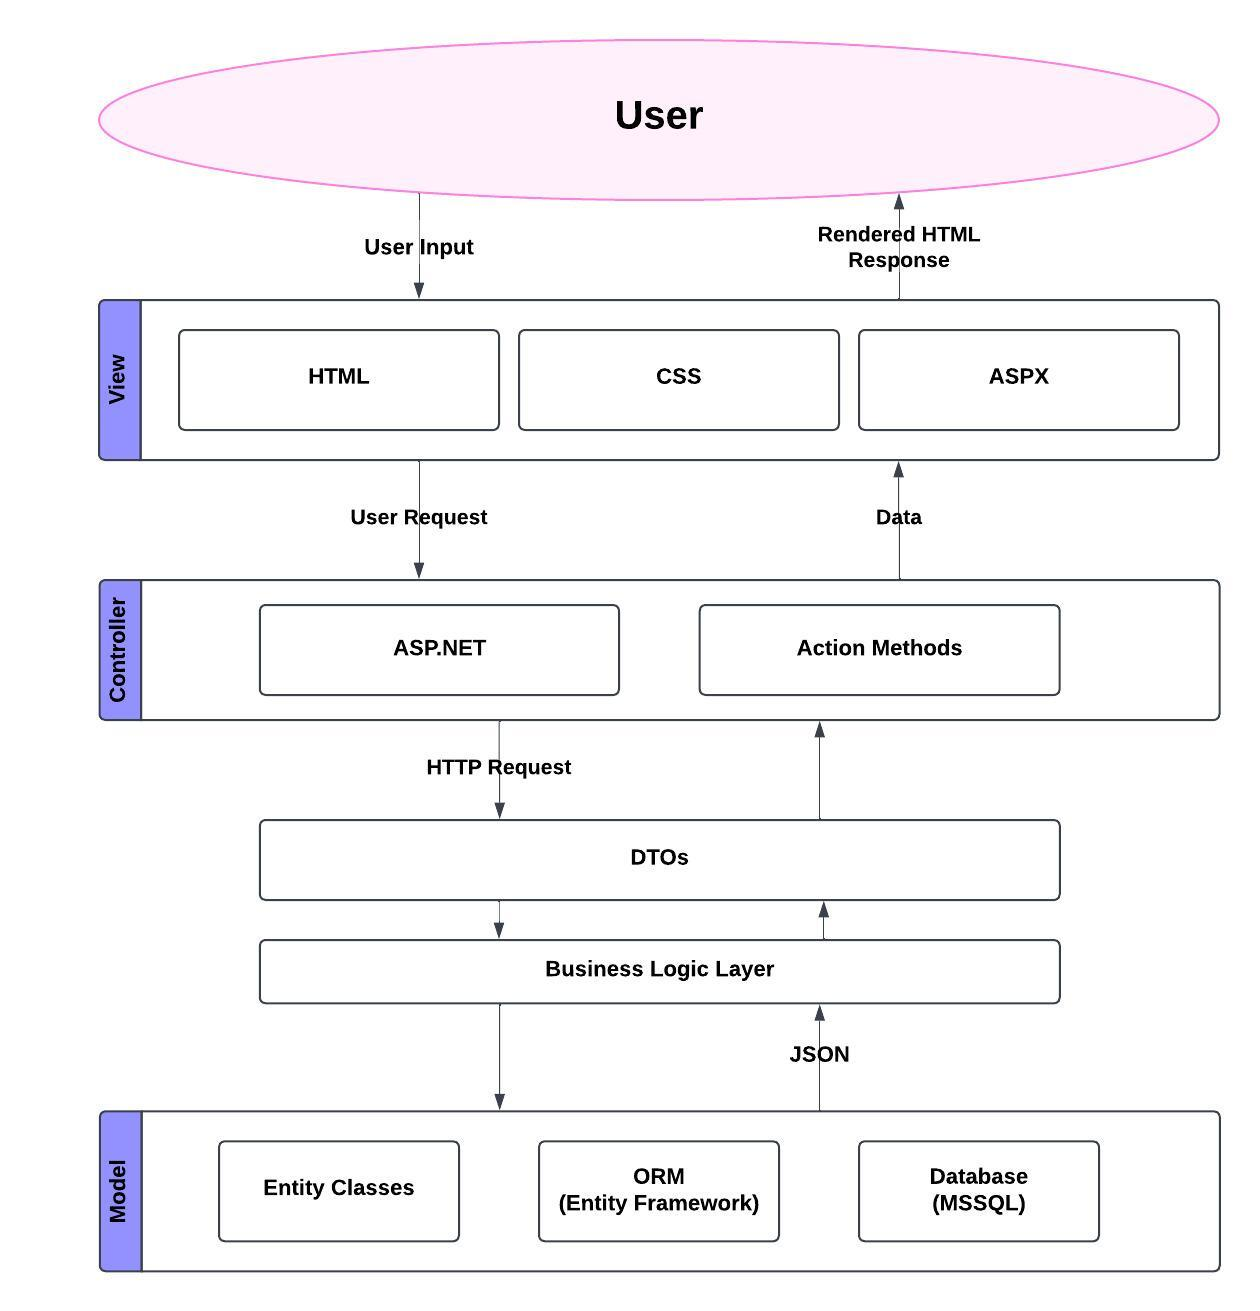 User
User Input
Rendered HTML
Response
View
HTML
CSS
ASPX
User Request
Data
Controller
ASP.NET
Action Methods
HTTP Request
DTOs
Business Logic Layer
JSON
Model
Entity Classes
ORM
(Entity Framework)
Database
(MSSQL)